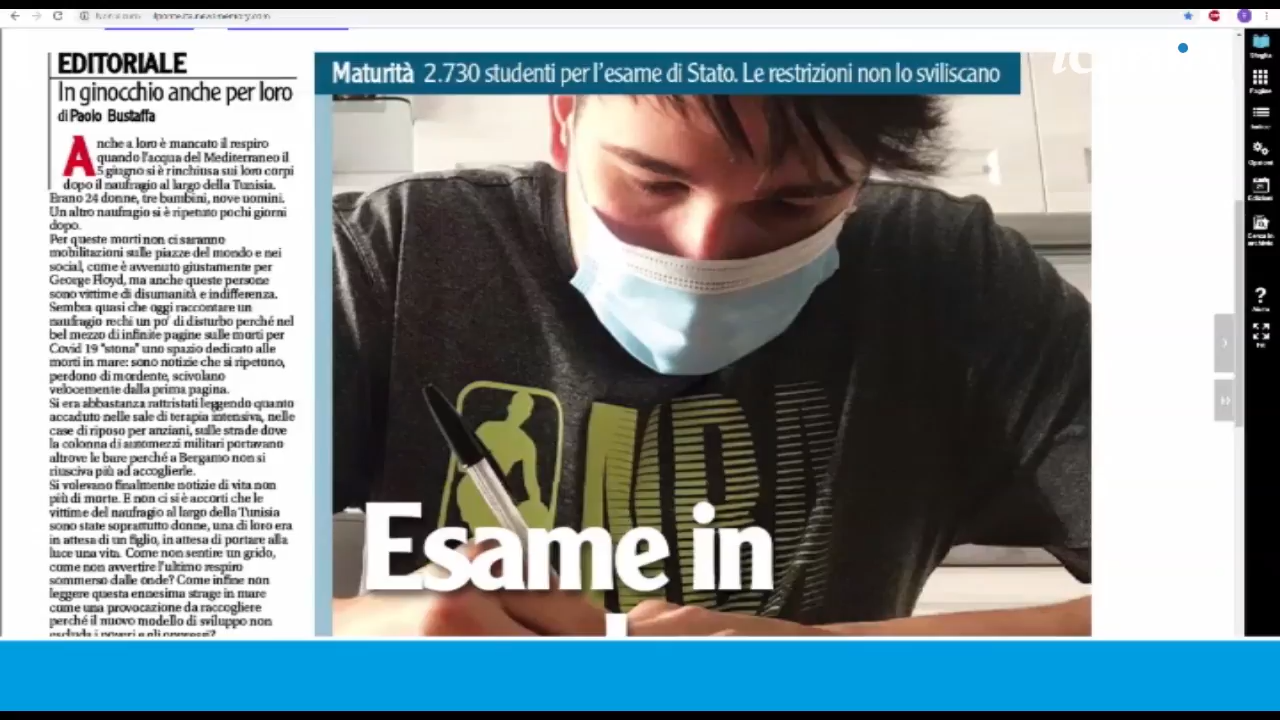 EDITORIALE
In ginocchio anche per loro
di Paolo Bustaffa
Anche a loro è mancato il respiro
quando l'acqua del Mediterraneo il
5 giugno si è rinchiusa sui loro corpi
dopo il naufragio al largo della Tunisia.
Erano 24 donne, tre bambini, nove uomini.
Un altro naufragio si è ripetuto pochi giorni
dopo.
Per queste morti non ci saranno
mobilitazioni sulle piazze del mondo e nei
social, come è avvenuto giustamente per
George Floyd, ma anche queste persone
sono vittime di disumanità e indifferenza.
Sembra quasi che oggi raccontare un
naufragio rechi un po' di disturbo perché nel
bel mezzo di infinite pagine sulle morti per
Covid 19 "stona" uno spazio dedicato alle
morti in mare: sono notizie che si ripetono,
perdono di mordente, scivolano
velocemente dalla prima pagina.
Si era abbastanza rattristati leggendo quanto
accaduto nelle sale di terapia intensiva, nelle
case di riposo per anziani, sulle strade dove
la colonna di automezzi militari portavano
altrove le bare perché a Bergamo non si
riusciva più ad accoglierle.
Si volevano finalmente notizie di vita non
più di morte. E non ci si è accorti che le
vittime del naufragio al largo della Tunisia
sono state soprattutto donne, una di loro era
in attesa di un figlio, in attesa di portare alla
luce una vita. Come non sentire un grido,
come non avvertire l'ultimo respiro
sommerso dalle onde? Come infine non
leggere questa ennesima strage in mare
come una provocazione da raccogliere
perché il nuovo modello di sviluppo non
escluda i poveri e gli oppressi?
Maturità 2.730 studenti per l'esame di Stato. Le restrizioni non lo sviliscano
Esame in
Sfoglia
Pagine
Opzioni
Edizioni
Cerca in
archivio
?
Aiuto